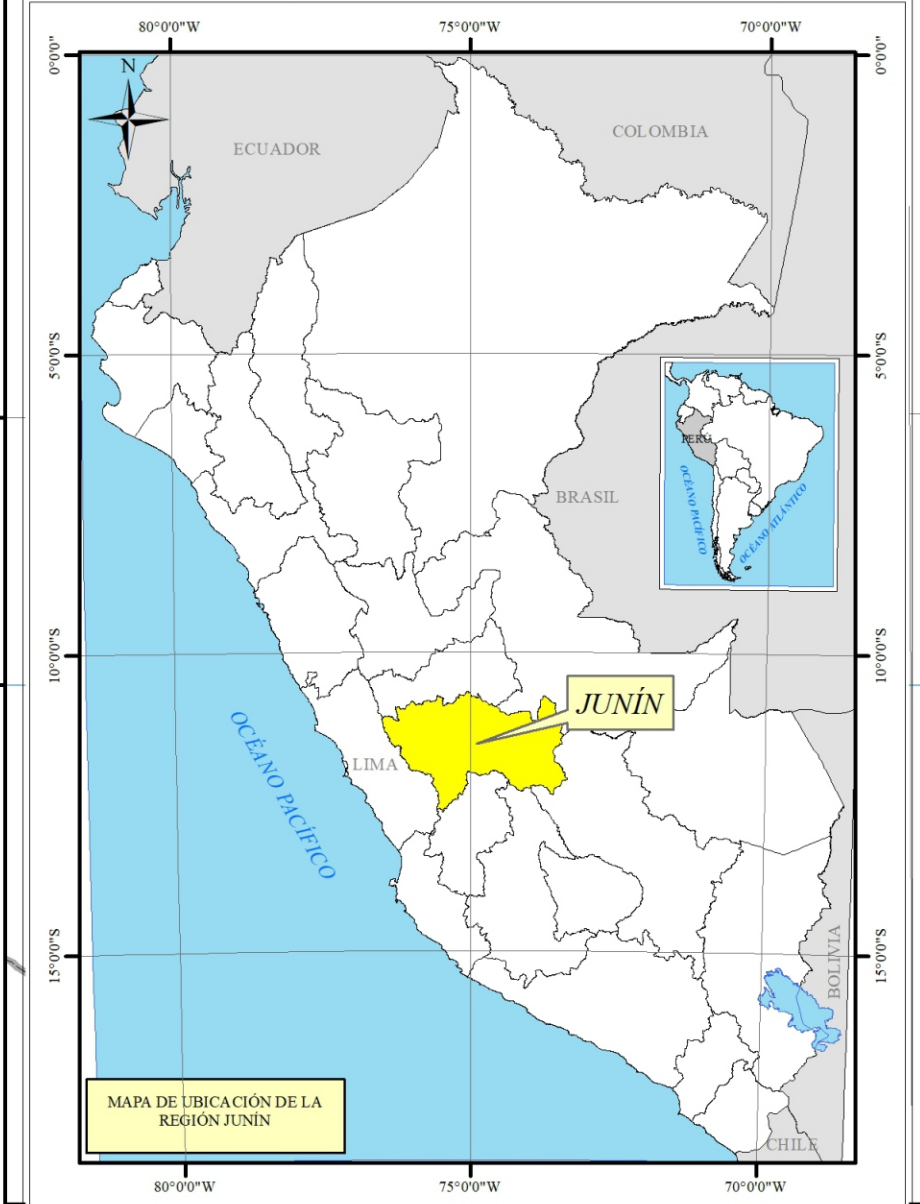 80°0'0"W
75°0'0"W
70°0'0"W
0°0'0"
0°0'0"
N
ECUADOR
COLOMBIA
5°0'0"S
5°0'0"S
PERÚ
OCÉANO PACÍFICO
OCÉANO ATLÁNTICO
BRASIL
10°0'0"S
10°0'0"S
JUNÍN
LIMA
OCÉANO PACÍFICO
15°0'0"S
15°0'0"S
BOLIVIA
MAPA DE UBICACIÓN DE LA
REGIÓN JUNÍN
CHILE
80°0'0"W
75°0'0"W
70°0'0"W